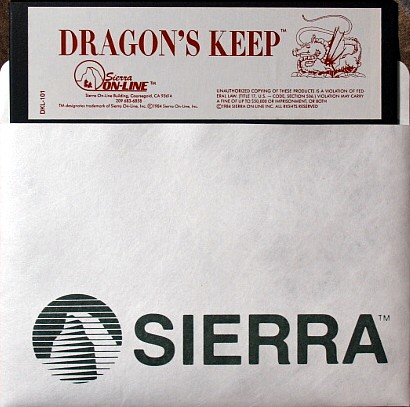 DRAGON'S KEEP™
Sierra
ON-LINE™
Sierra On-Line Building, Coarsegold, CA 93614
209 683-6858
TM designates trademark of Sierra On-Line, Inc. ©1984 Sierra On-Line, Inc.
UNAUTHORIZED COPYING OF THESE PRODUCTS IS A VIOLATION OF FED
ERAL LAW. (TITLE 17, U.S. — CODE, SECTION 506.) VIOLATION MAY CARRY
A FINE OF UP TO $50,000 OR IMPRISONMENT, OR BOTH
©1984 SIERRA ON-LINE INC. ALL RIGHTS RESERVED
DKL-101
SIERRA™